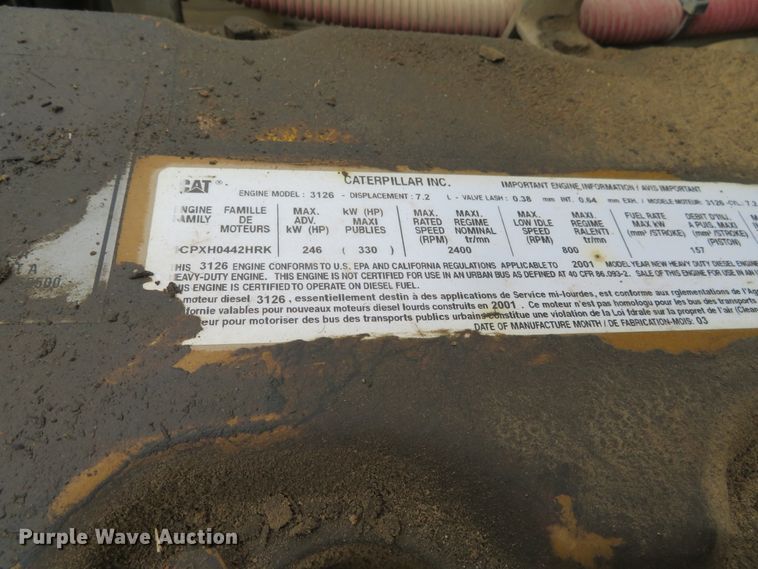 CAT® CATERPILLAR INC. IMPORTANT ENGINE INFORMATION / AVIS IMPORTANT
ENGINE MODEL : 3126 - DISPLACEMENT : 7.2 L - VALVE LASH : 0.38 mm INT. 0.64 mm EXH. / MODELE MOTEUR: 3126 -CYL. 7.2
ENGINE FAMILLE MAX. kW (HP) MAX. MAXI. MAX. MAXI. FUEL RATE DEBIT D'INJ.
FAMILY DE ADV. MAXI RATED REGIME LOW IDLE REGIME MAX. kW A PUIS. MAXI
MOTEURS kW (HP) PUBLIES SPEED NOMINAL SPEED RALENTI (mm³/STROKE) (mm³/STROKE)
(RPM) tr/mn (RPM) tr/mn (PISTON)
CPXH0442HRK 246 ( 330 ) 2400 800 157
HIS 3126 ENGINE CONFORMS TO U.S. EPA AND CALIFORNIA REGULATIONS APPLICABLE TO 2001 MODEL YEAR NEW HEAVY DUTY DIESEL ENGINE
HEAVY-DUTY ENGINE. THIS ENGINE IS NOT CERTIFIED FOR USE IN AN URBAN BUS AS DEFINED AT 40 CFR 86.093-2. SALE OF THIS ENGINE FOR USE IN AN
ENGINE IS CERTIFIED TO OPERATE ON DIESEL FUEL.
moteur diesel 3126, essentiellement destin à des applications de Service mi-lourdes, est conforme aux rglementations de l'Ag
ifornie valable pour nouveaux moteurs diesel lourds construits en 2001. Ce moteur n'est pas homologu pour les bus des transports
eur pour motoriser des bus des transports publics urbains constitue une violation de la Loi fdrale sur la propret de l'air (Clean
DATE OF MANUFACTURE MONTH / DE FABRICATION-MOIS: 03
A
500
Purple Wave Auction